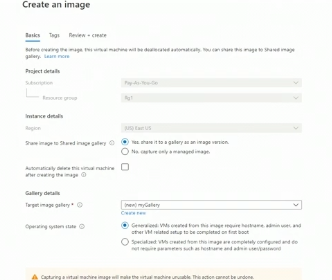 Create an image
Basics Tags Review + create
Before creating the image, this virtual machine will be deallocated automatically. You can share this to Shared image
gallery. Learn more
Project details
Subscription Pay-As-You-Go
Resource group Rg1
Instance details
Region (US) East US
Share image to Shared image gallery Yes, share it to a gallery as an image version.
No, capture only a managed image.
Automatically delete this virtual machine
after creating the image
Gallery details
Target image gallery * (new) myGallery
Create new
Operating system state Generalized: VMs created from this image require hostname, admin user, and
other VM related setup to be completed on first boot
Specialized: VMs created from this image are completely configured and do
not require parameters such as hostname and admin user/password
Capturing a virtual machine image will make the virtual machine unusable. This action cannot be undone.